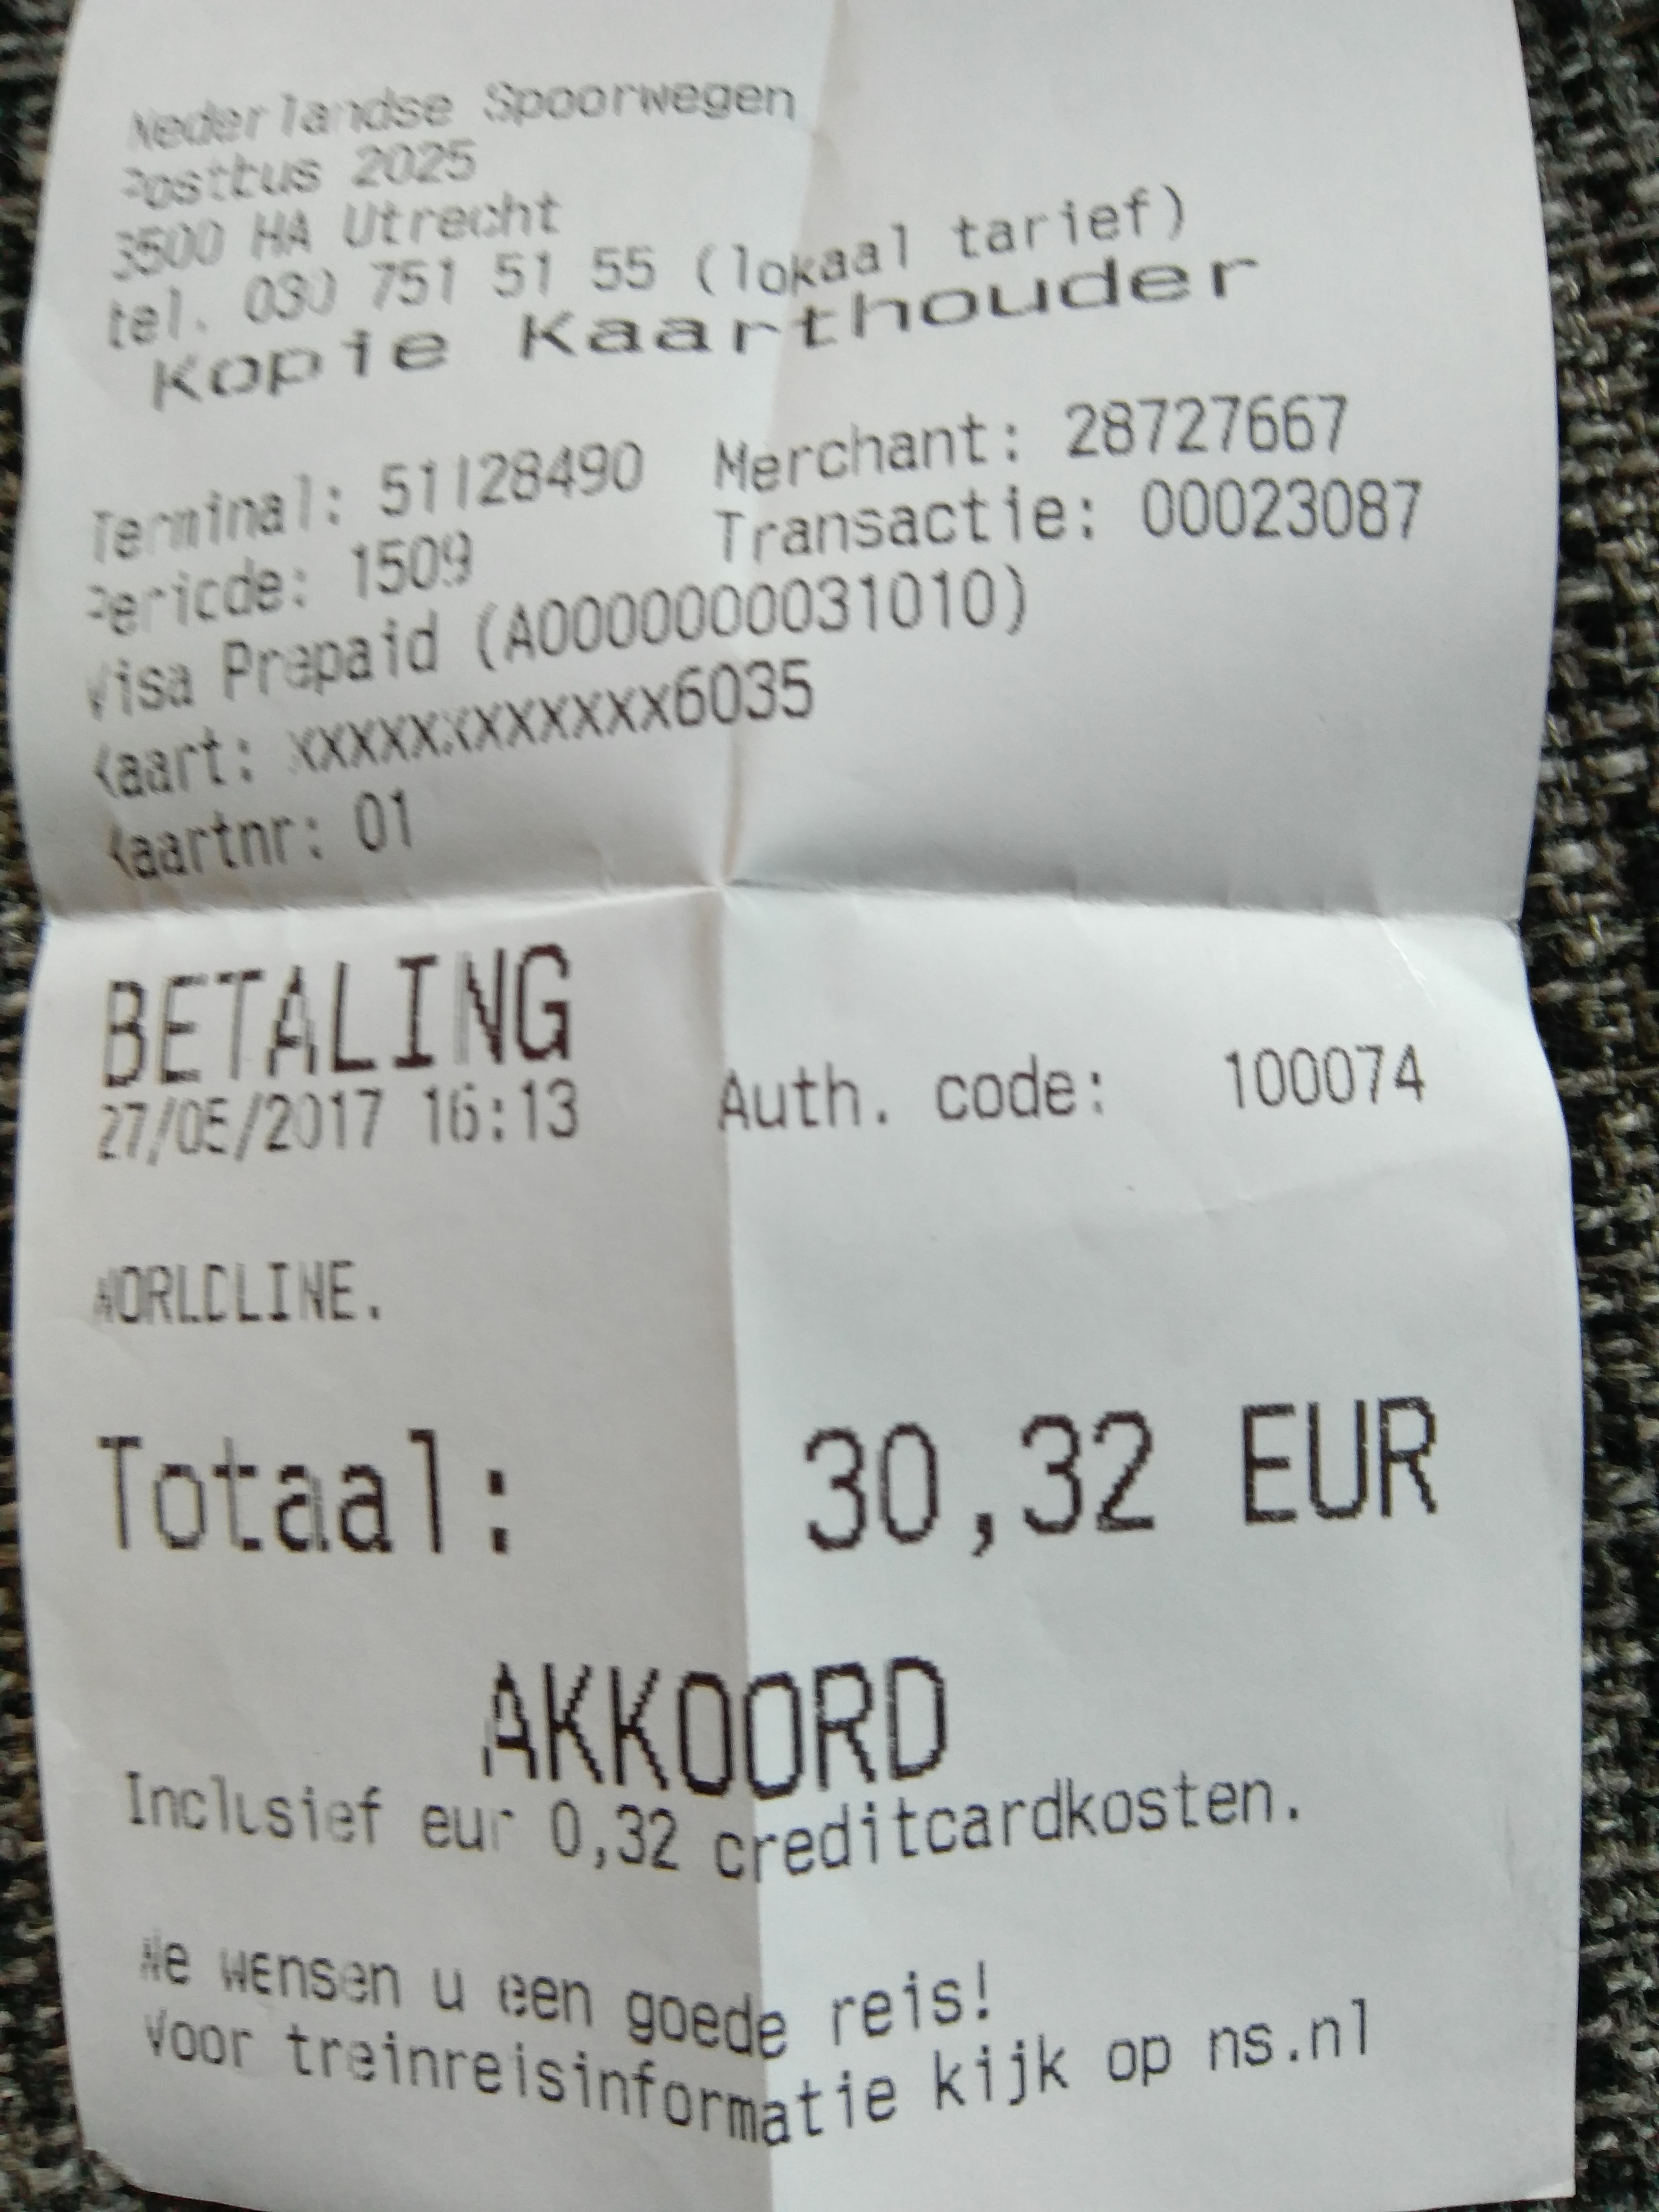 Nederlandse Spoorwegen
Postbus 2025
3500 HA Utrecht
tel. 030 751 51 55 (lokaal tarief)
Kopie Kaarthouder
Terminal: 51128490 Merchant: 28727667
Periode: 1509 Transactie: 00023087
Visa Prepaid (A0000000031010)
Kaart: xxxxxxxxxxxxx6035
Kaartnr: 01
BETALING
27/05/2017 16:13 Auth. code: 100074
WORLDLINE.
Totaal: 30,32 EUR
AKKOORD
Inclusief eur 0,32 creditcardkosten.
We wensen u een goede reis!
Voor treinreisinformatie kijk op ns.nl